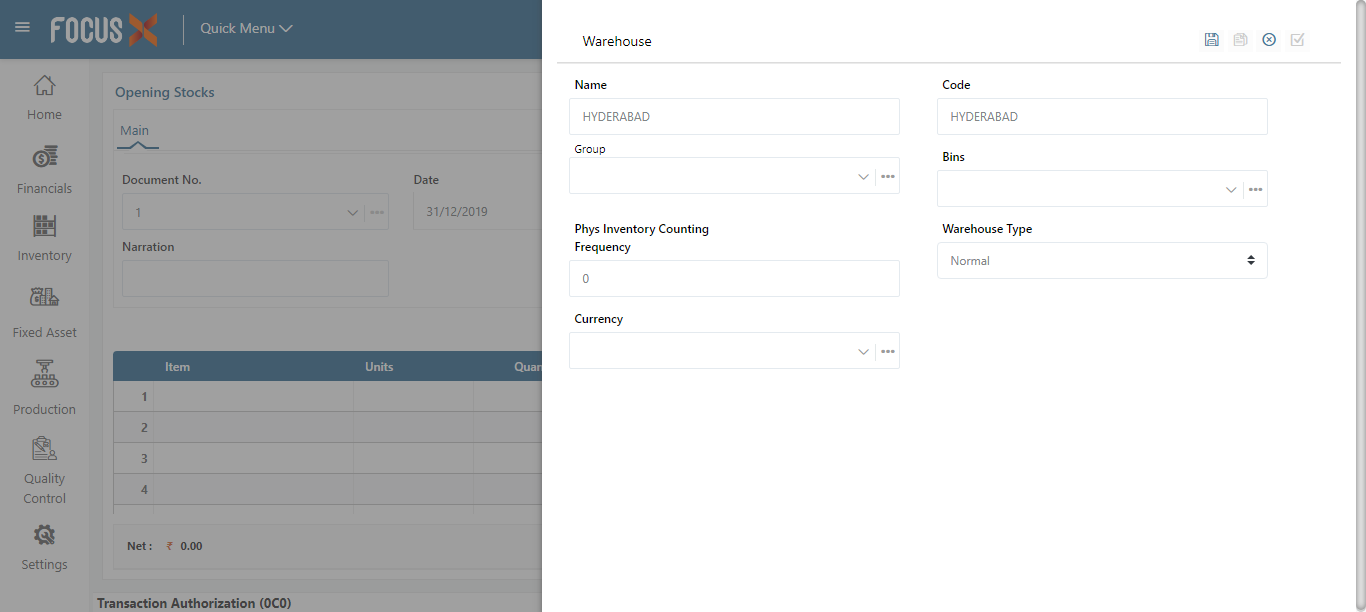 FOCUS X
Quick Menu
Home
Financials
Inventory
Fixed Asset
Production
Quality
Control
Settings
Opening Stocks
Main
Document No.
Date
1
31/12/2019
Narration
Item Units Quan
1
2
3
4
Net : ₹ 0.00
Transaction Authorization (0C0)
Warehouse
Name
HYDERABAD
Code
HYDERABAD
Group
Bins
Phys Inventory Counting
Frequency
0
Warehouse Type
Normal
Currency